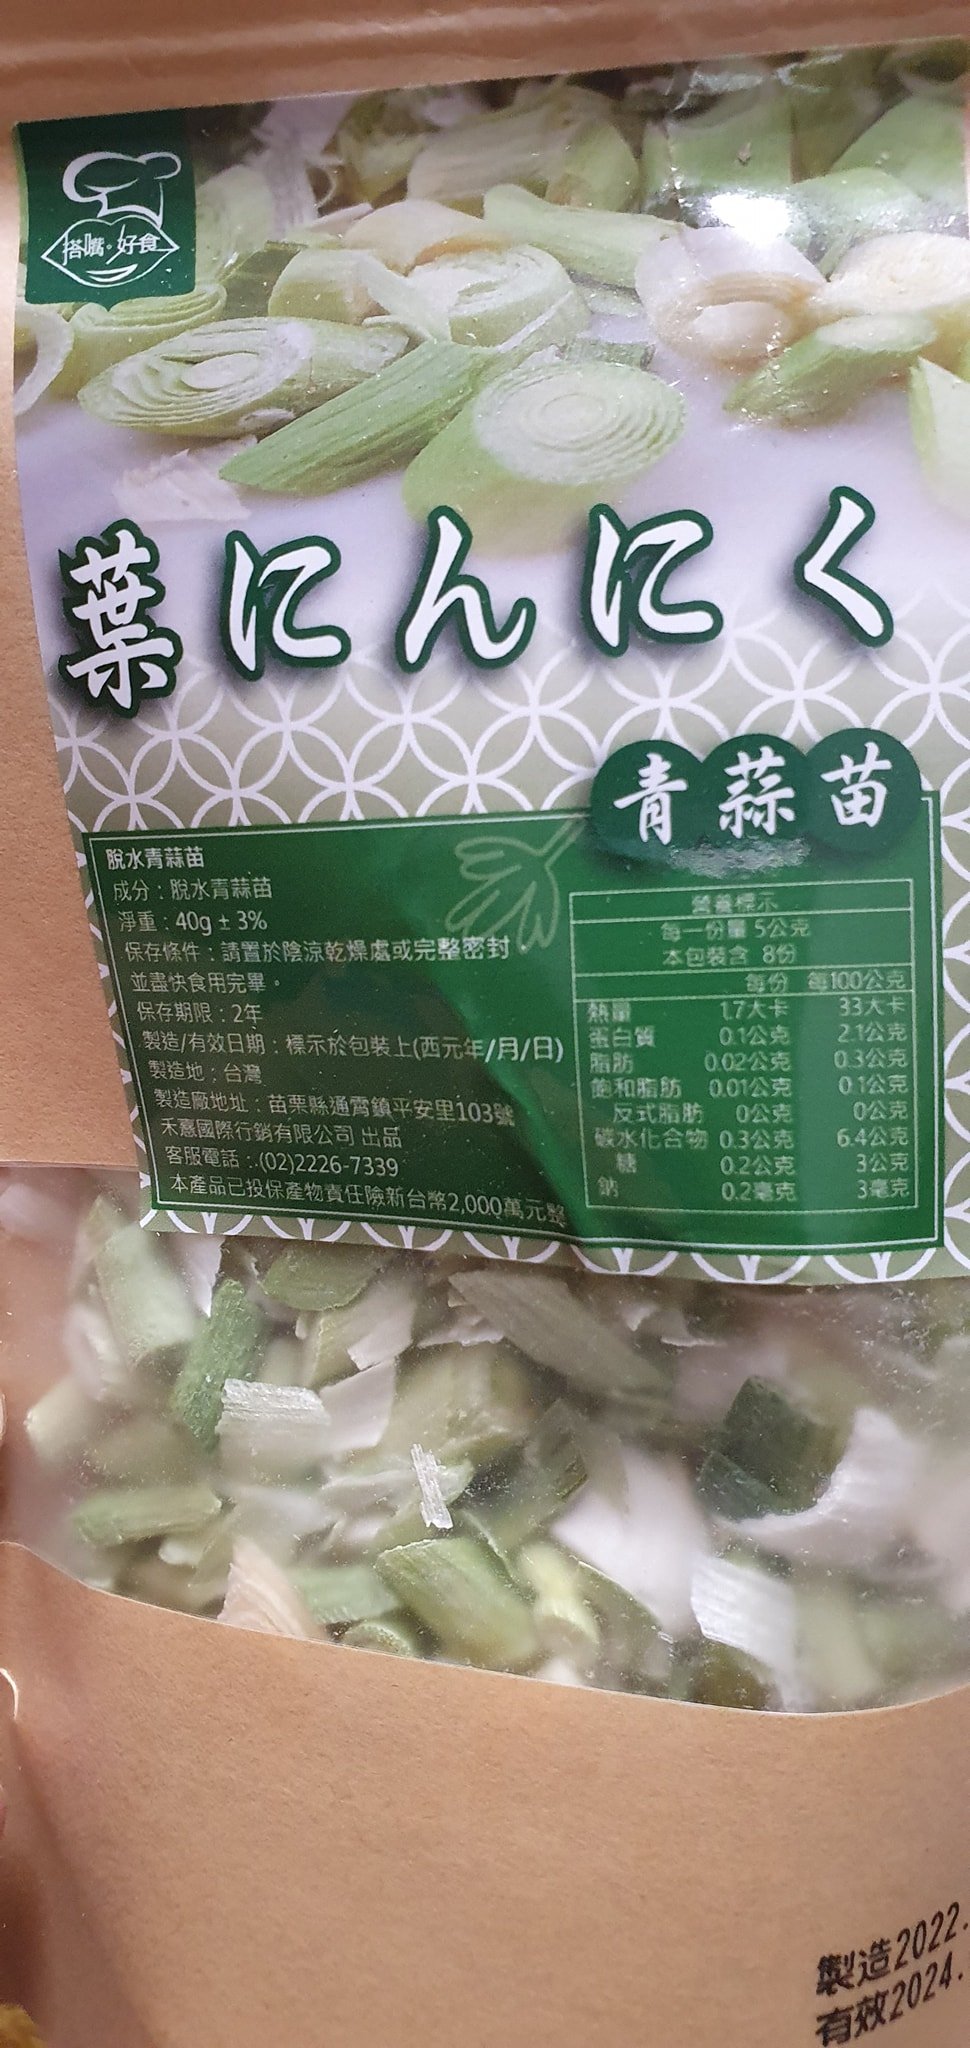 搭嘴。好食
葉にんにく
青蒜苗
脫水青蒜苗
成分：脫水青蒜苗
淨重：40g ± 3%
保存條件：請置於陰涼乾燥處或完整密封，
並盡快食用完畢。
保存期限：2年
製造/有效日期：標示於包裝上(西元年/月/日)
製造地：台灣
製造廠地址：苗栗縣通霄鎮平安里103號
禾熹國際行銷有限公司 出品
客服電話：(02)2226-7339
本產品已投保產物責任險新台幣2,000萬元整
營養標示
每一份量 5公克
本包裝含 8份
每份 每100公克
熱量 1.7大卡 33大卡
蛋白質 0.1公克 2.1公克
脂肪 0.02公克 0.3公克
飽和脂肪 0.01公克 0.1公克
反式脂肪 0公克 0公克
碳水化合物 0.3公克 6.4公克
糖 0.2公克 3公克
鈉 0.2毫克 3毫克
製造2022.
有效2024.